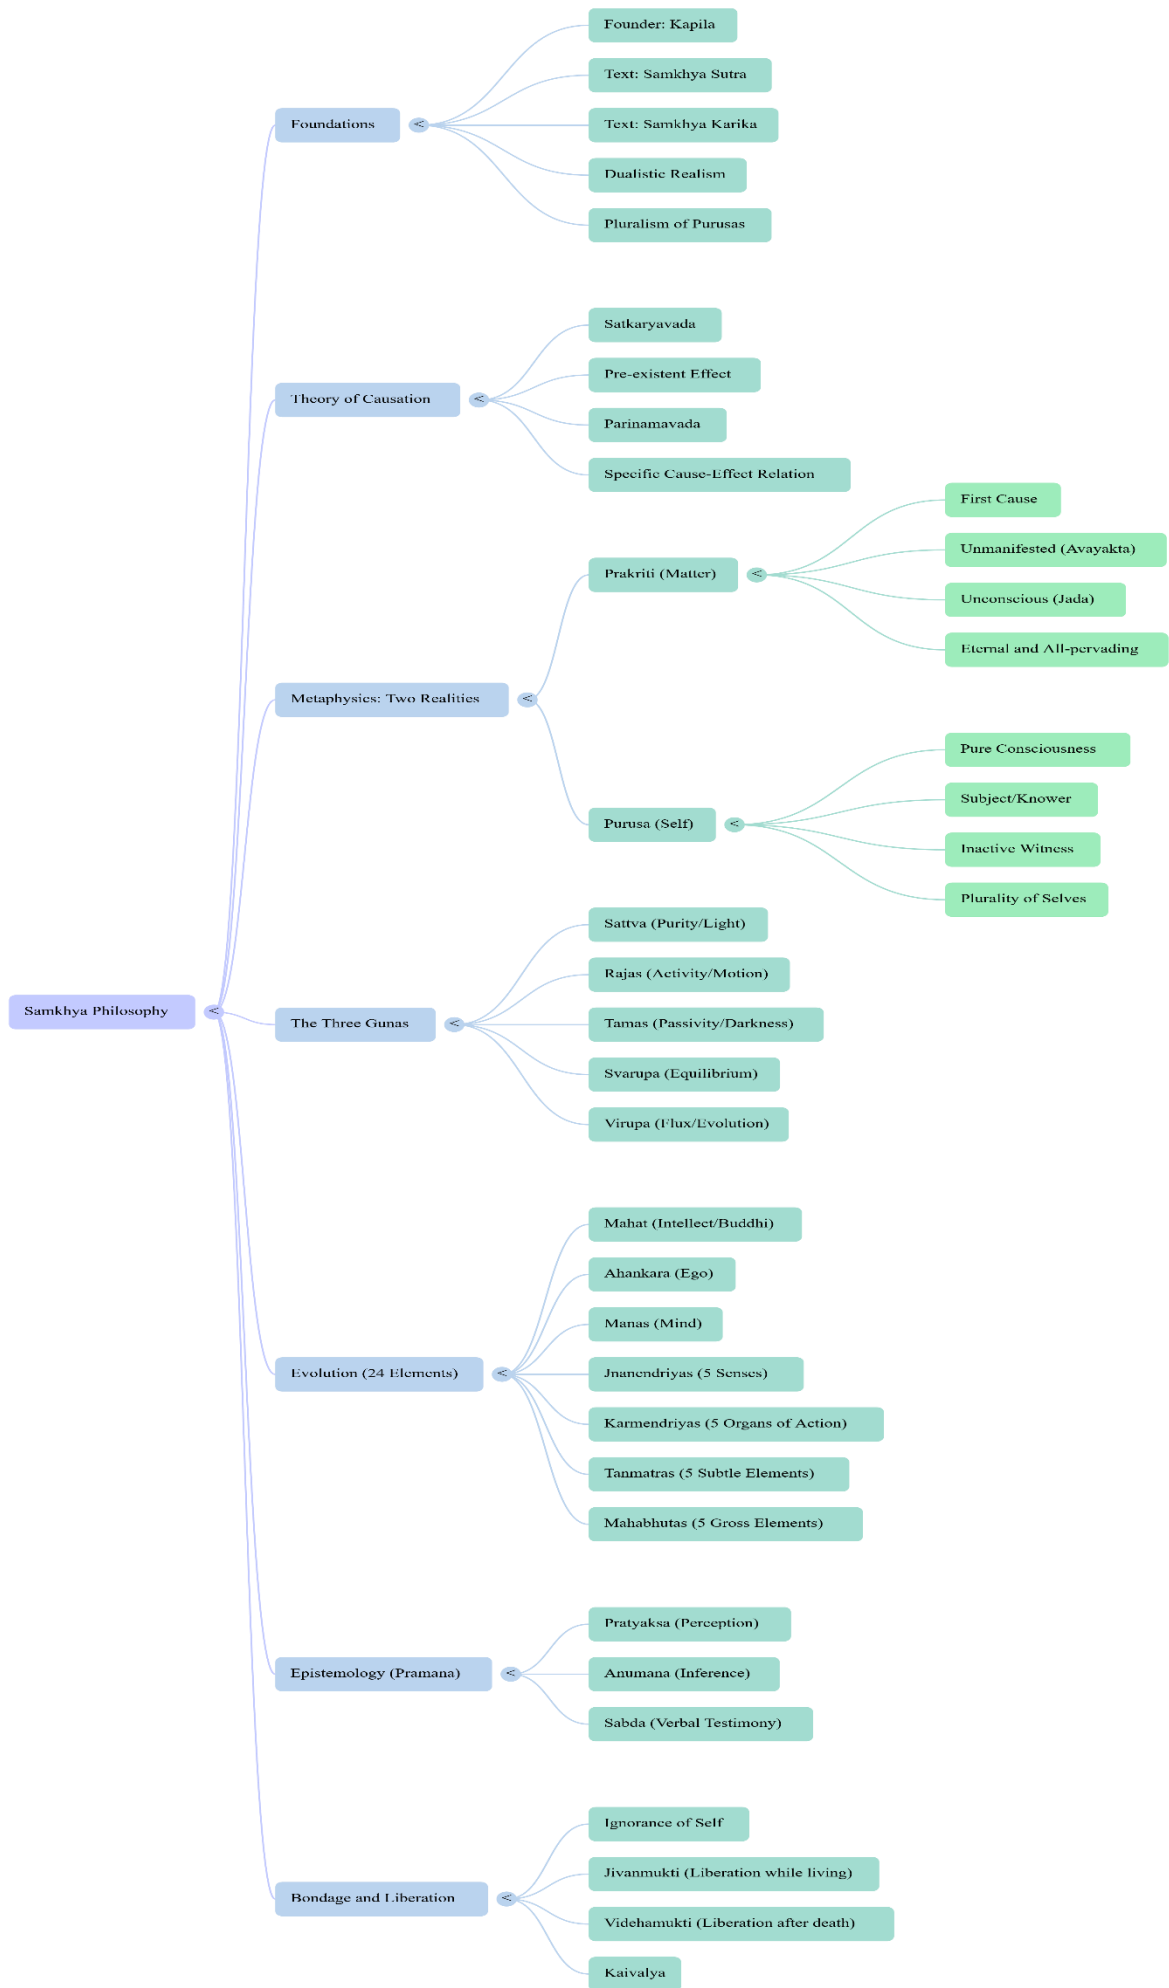 Samkhya Philosophy
Foundations
Founder: Kapila
Text: Samkhya Sutra
Text: Samkhya Karika
Dualistic Realism
Pluralism of Purusas
Theory of Causation
Satkaryavada
Pre-existent Effect
Parinamavada
Specific Cause-Effect Relation
Metaphysics: Two Realities
Prakriti (Matter)
First Cause
Unmanifested (Avayakta)
Unconscious (Jada)
Eternal and All-pervading
Purusa (Self)
Pure Consciousness
Subject/Knower
Inactive Witness
Plurality of Selves
The Three Gunas
Sattva (Purity/Light)
Rajas (Activity/Motion)
Tamas (Passivity/Darkness)
Svarupa (Equilibrium)
Virupa (Flux/Evolution)
Evolution (24 Elements)
Mahat (Intellect/Buddhi)
Ahankara (Ego)
Manas (Mind)
Jnanendriyas (5 Senses)
Karmendriyas (5 Organs of Action)
Tanmatras (5 Subtle Elements)
Mahabhutas (5 Gross Elements)
Epistemology (Pramana)
Pratyaksa (Perception)
Anumana (Inference)
Sabda (Verbal Testimony)
Bondage and Liberation
Ignorance of Self
Jivanmukti (Liberation while living)
Videhamukti (Liberation after death)
Kaivalya